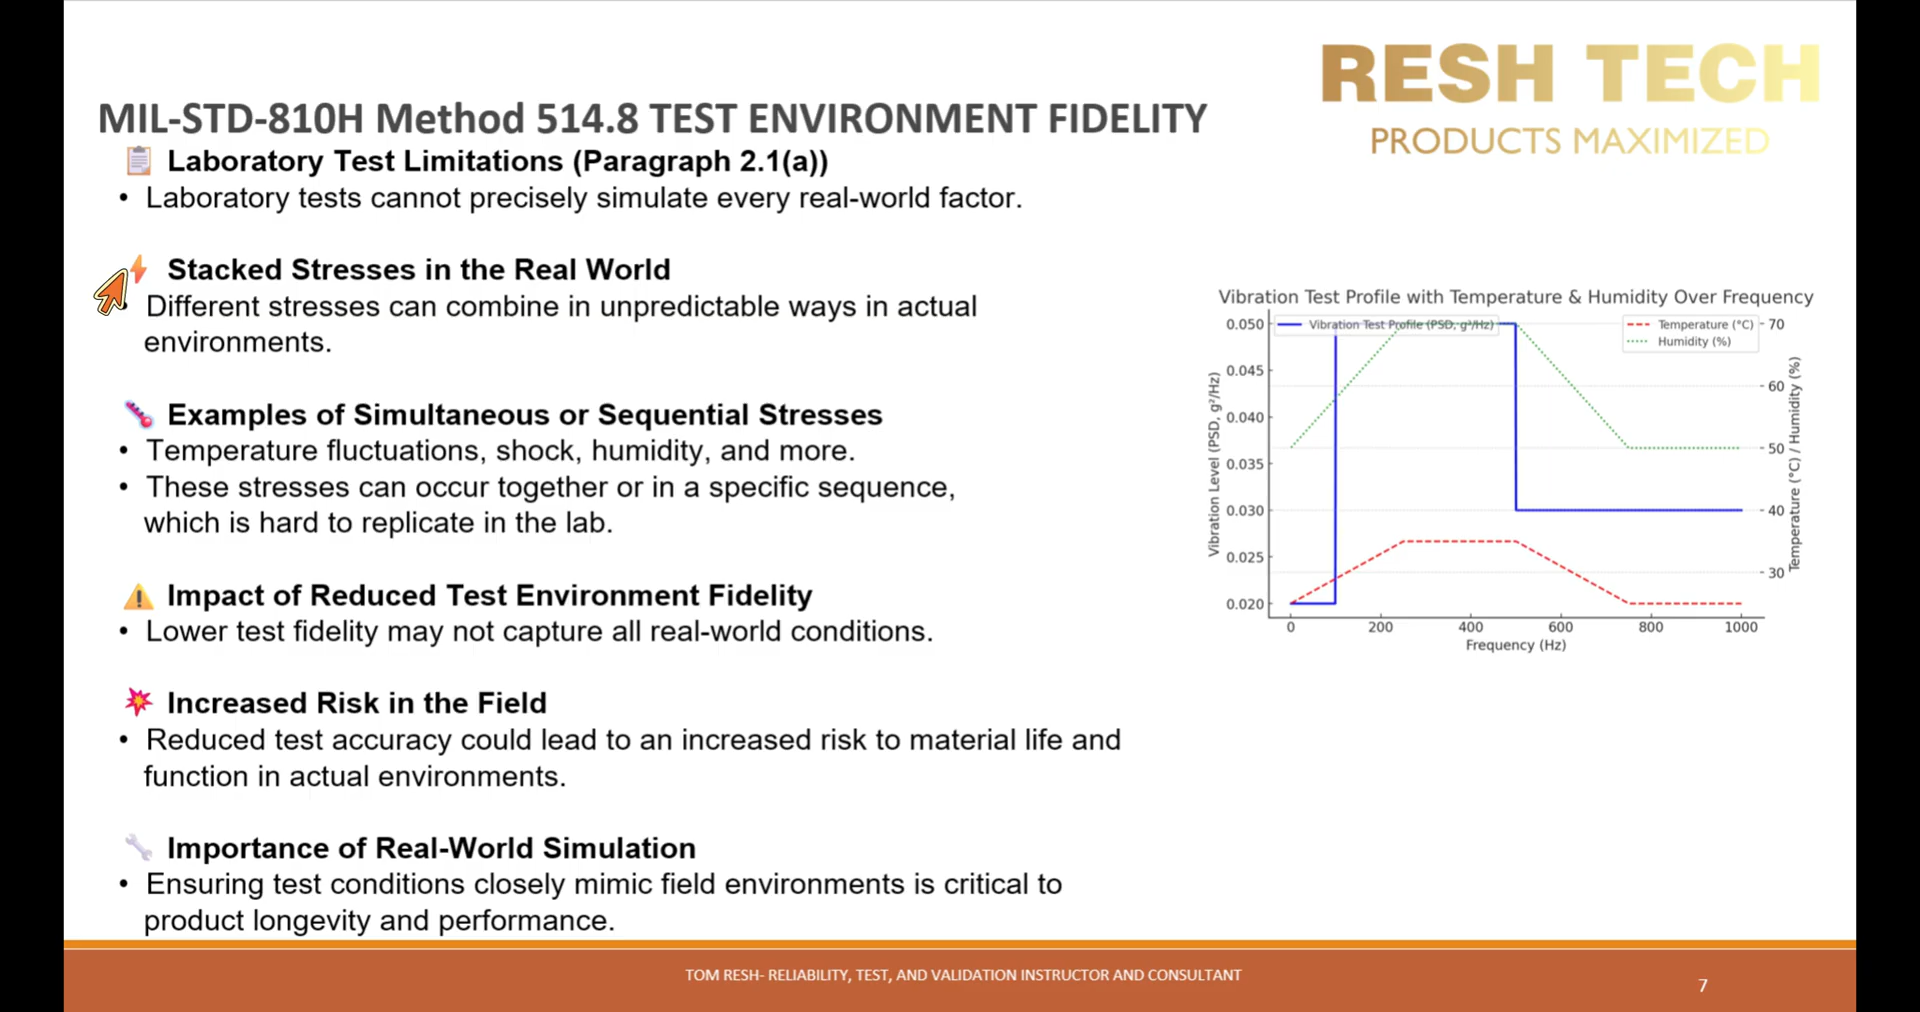 RESH TECH
PRODUCTS MAXIMIZED
MIL-STD-810H Method 514.8 TEST ENVIRONMENT FIDELITY
Laboratory Test Limitations (Paragraph 2.1(a))
• Laboratory tests cannot precisely simulate every real-world factor.
Stacked Stresses in the Real World
Different stresses can combine in unpredictable ways in actual
environments.
Examples of Simultaneous or Sequential Stresses
• Temperature fluctuations, shock, humidity, and more.
• These stresses can occur together or in a specific sequence,
which is hard to replicate in the lab.
Impact of Reduced Test Environment Fidelity
• Lower test fidelity may not capture all real-world conditions.
Increased Risk in the Field
• Reduced test accuracy could lead to an increased risk to material life and
function in actual environments.
Importance of Real-World Simulation
• Ensuring test conditions closely mimic field environments is critical to
product longevity and performance.
Vibration Test Profile with Temperature & Humidity Over Frequency
Vibration Test Profile (PSD, g²/Hz)
Temperature (°C)
Humidity (%)
Vibration Level (PSD, g²/Hz)
0.050
0.045
0.040
0.035
0.030
0.025
0.020
70
60
50
40
30
Temperature (°C) / Humidity (%)
0 200 400 600 800 1000
Frequency (Hz)
TOM RESH- RELIABILITY, TEST, AND VALIDATION INSTRUCTOR AND CONSULTANT
7